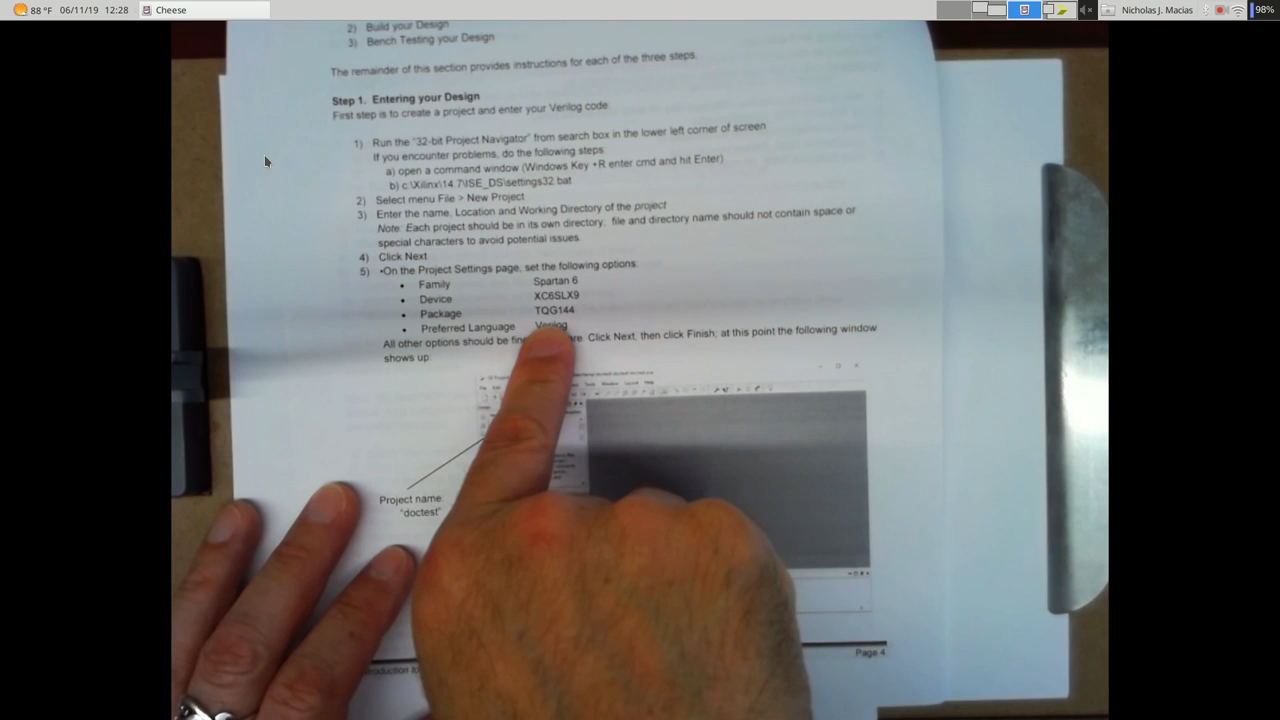 88 °F 06/11/19 12:28 Cheese Nicholas J. Macias 98%
2) Build your Design
3) Bench Testing your Design
The remainder of this section provides instructions for each of the three steps.
Step 1. Entering your Design
First step is to create a project and enter your Verilog code:
1) Run the "32-bit Project Navigator" from search box in the lower left corner of screen
If you encounter problems, do the following steps:
a) open a command window (Windows Key +R enter cmd and hit Enter)
b) c:\Xilinx\14.7\ISE_DS\settings32.bat
2) Select menu File > New Project
3) Enter the name, Location and Working Directory of the project
Note: Each project should be in its own directory; file and directory name should not contain space or
special characters to avoid potential issues.
4) Click Next
5) •On the Project Settings page, set the following options:
• Family Spartan 6
• Device XC6SLX9
• Package TQG144
• Preferred Language Verilog
All other options should be Click Next, then click Finish; at this point the following window
shows up:
Project name:
"doctest"
Page 4